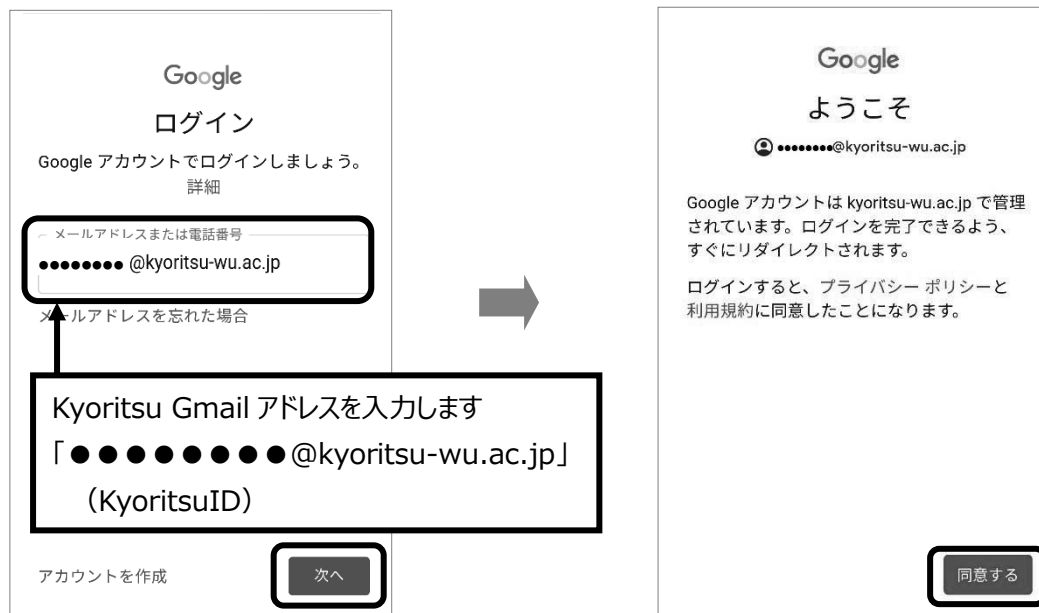 Google
ログイン
Google アカウントでログインしましょう。
詳細
メールアドレスまたは電話番号
●●●●●●●● @kyoritsu-wu.ac.jp
メールアドレスを忘れた場合
Kyoritsu Gmail アドレスを入力します
「●●●●●●●●@kyoritsu-wu.ac.jp」
（KyoritsuID）
アカウントを作成
次へ
Google
ようこそ
●●●●●●●●@kyoritsu-wu.ac.jp
Google アカウントは kyoritsu-wu.ac.jp で管理
されています。ログインを完了できるよう、
すぐにリダイレクトされます。
ログインすると、プライバシー ポリシーと
利用規約に同意したことになります。
同意する